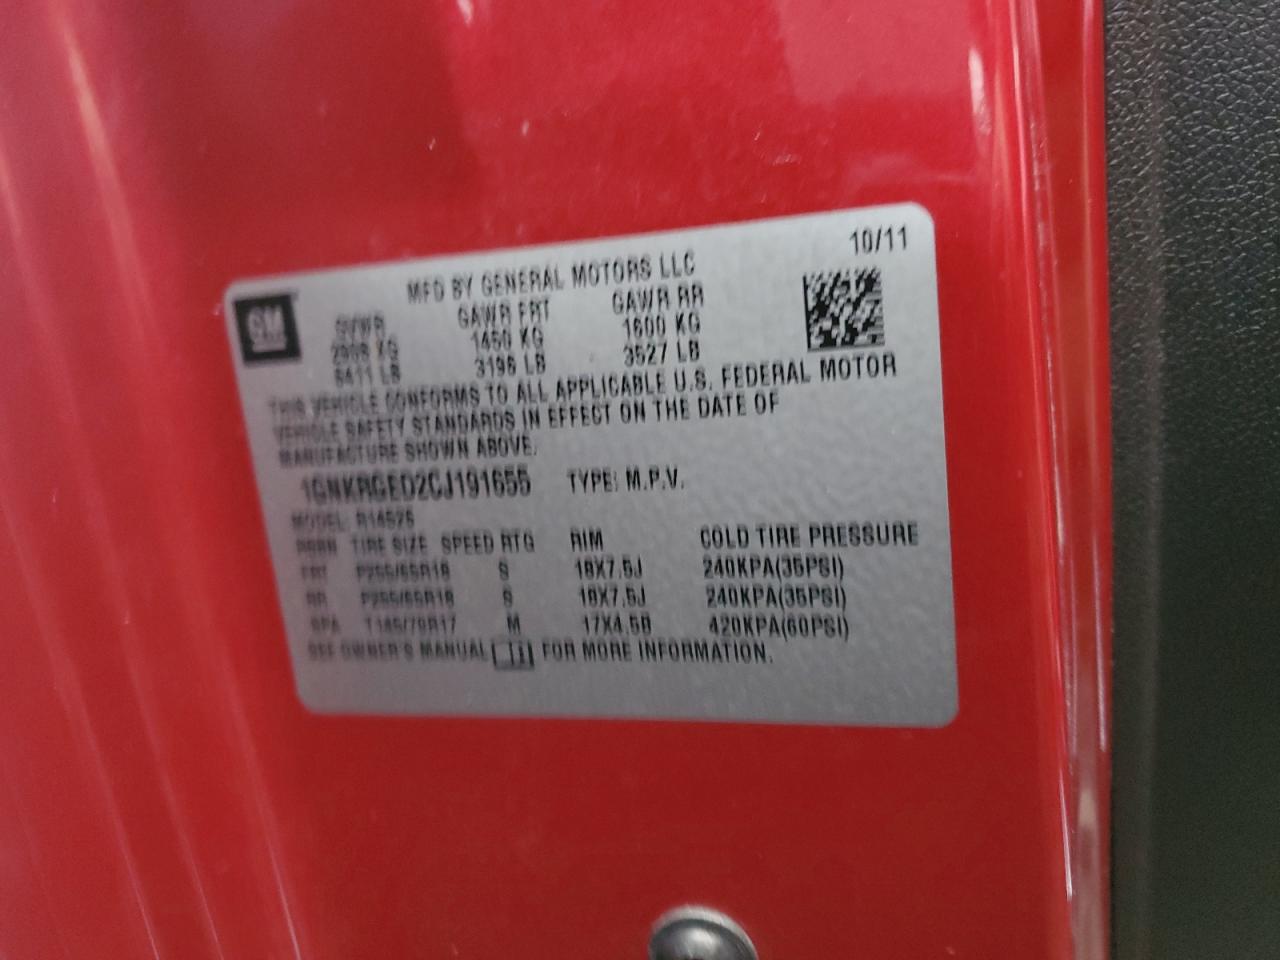 10/11
MFD BY GENERAL MOTORS LLC
GM
GVWR GAWR FRT GAWR RR
2908 KG 1450 KG 1600 KG
6411 LB 3196 LB 3527 LB
THIS VEHICLE CONFORMS TO ALL APPLICABLE U.S. FEDERAL MOTOR
VEHICLE SAFETY STANDARDS IN EFFECT ON THE DATE OF
MANUFACTURE SHOWN ABOVE.
1GNKRGED2CJ191655 TYPE: M.P.V.
MODEL: R14526
TIRE SIZE SPEED RTG RIM COLD TIRE PRESSURE
FRT P255/65R18 S 18X7.5J 240KPA(35PSI)
RR P255/65R18 S 18X7.5J 240KPA(35PSI)
SPA T145/70R17 M 17X4.5B 420KPA(60PSI)
SEE OWNER'S MANUAL FOR MORE INFORMATION.